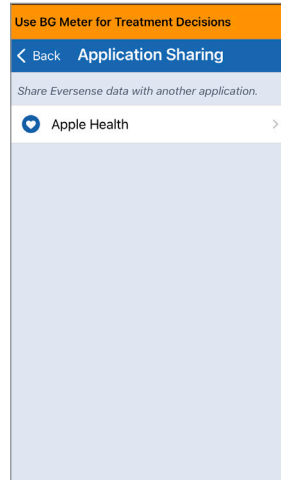 Use BG Meter for Treatment Decisions
Back Application Sharing
Share Eversense data with another application.
Apple Health